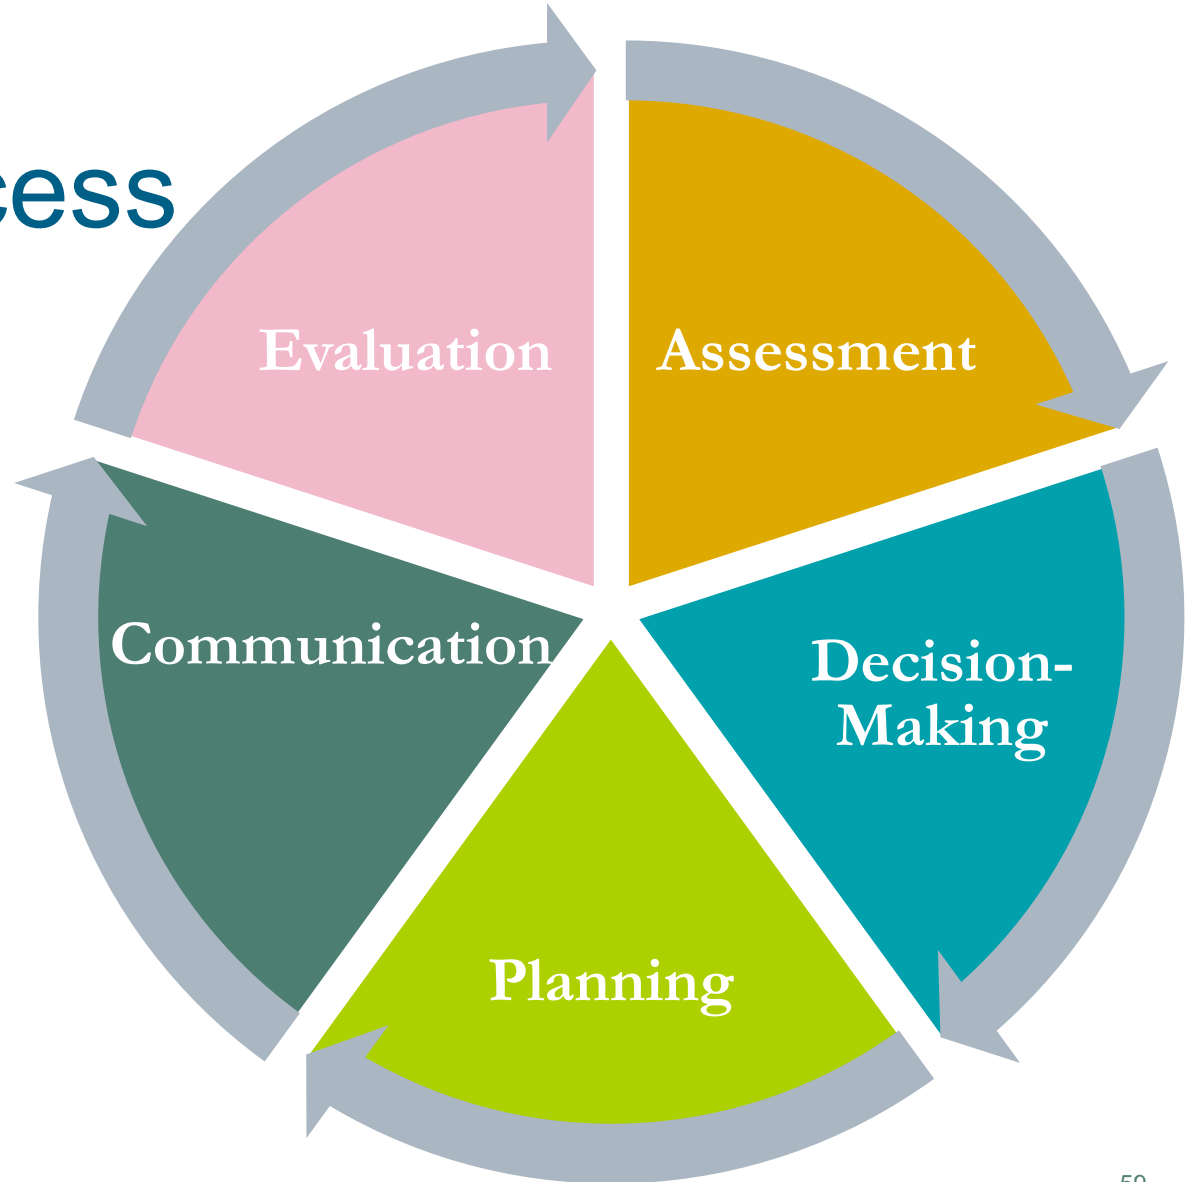 cess
Evaluation
Assessment
Communication
Decision-
Making
Planning